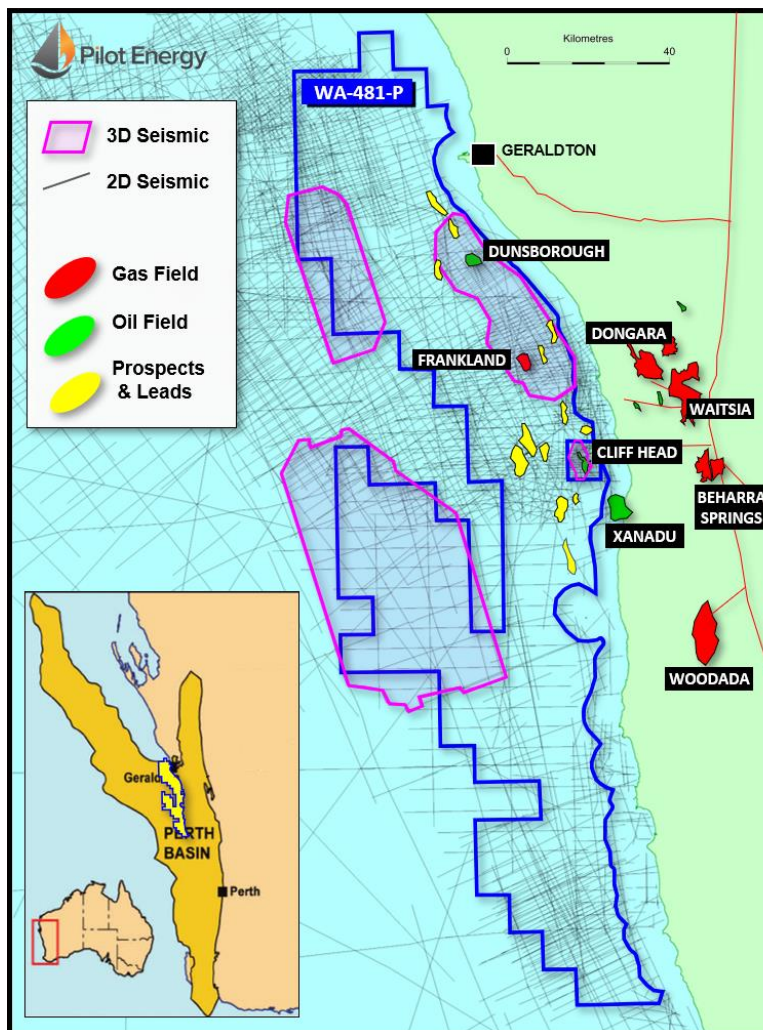 Pilot Energy
Kilometres
0 40
WA-481-P
3D Seismic
2D Seismic
Gas Field
Oil Field
Prospects
& Leads
GERALDTON
DUNSBOROUGH
DONGARA
FRANKLAND
WAITSIA
CLIFF HEAD
BEHARRA
SPRINGS
XANADU
WOODADA
Gerald
PERTH
BASIN
Perth